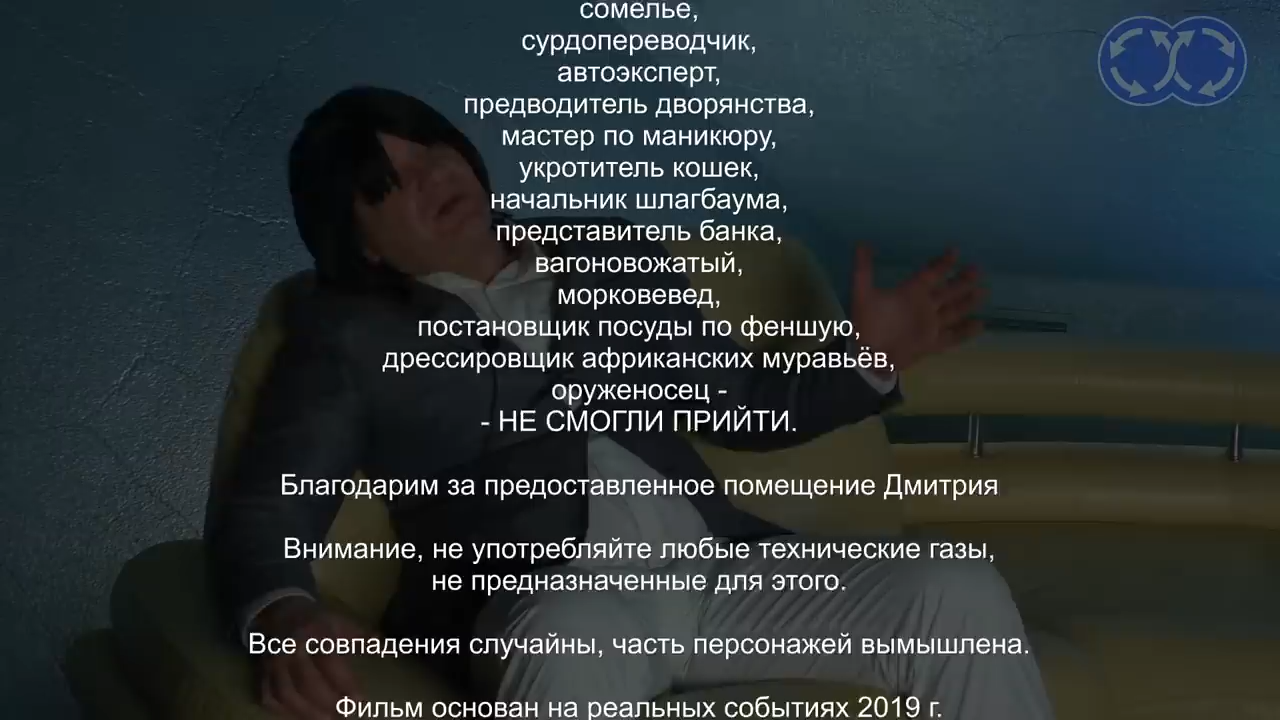 сомелье,
сурдопереводчик,
автоэксперт,
предводитель дворянства,
мастер по маникюру,
укротитель кошек,
начальник шлагбаума,
представитель банка,
вагоновожатый,
морковевед,
постановщик посуды по феншую,
дрессировщик африканских муравьёв,
оруженосец -
- НЕ СМОГЛИ ПРИЙТИ.
Благодарим за предоставленное помещение Дмитрия
Внимание, не употребляйте любые технические газы,
не предназначенные для этого.
Все совпадения случайны, часть персонажей вымышлена.
Фильм основан на реальных событиях 2019 г.